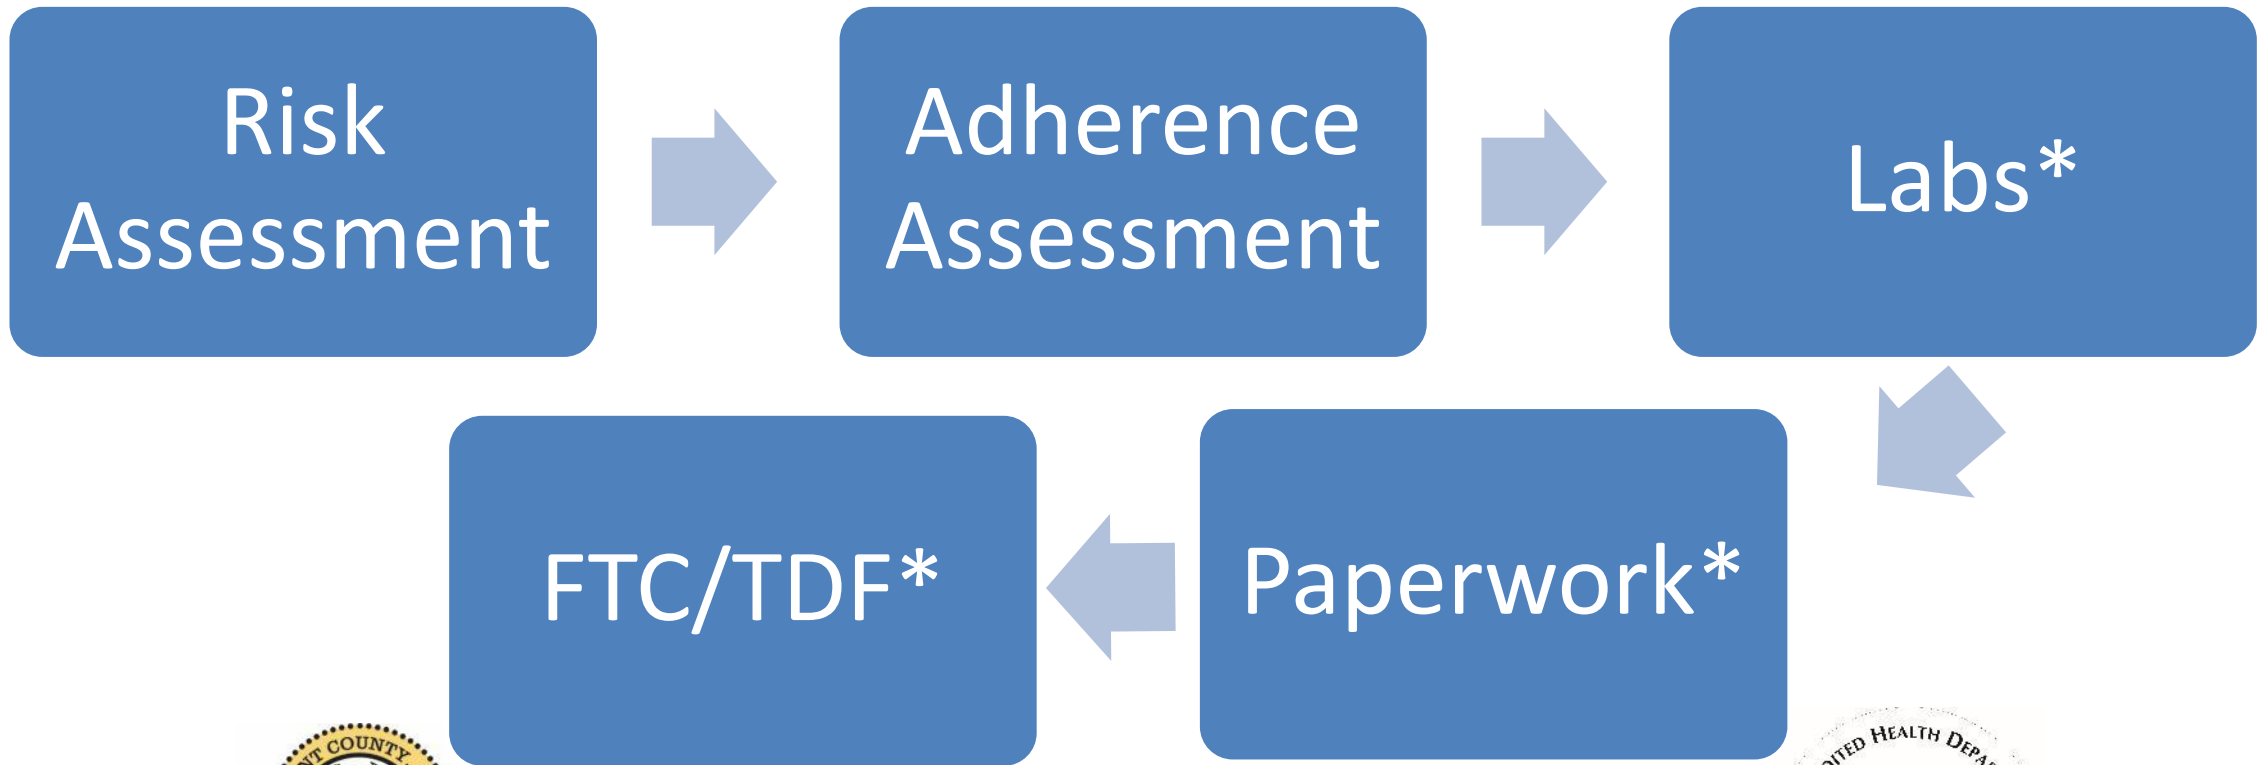 Risk
Assessment
Adherence
Assessment
Labs*
FTC/TDF*
Paperwork*
COUNTY
HEALTH